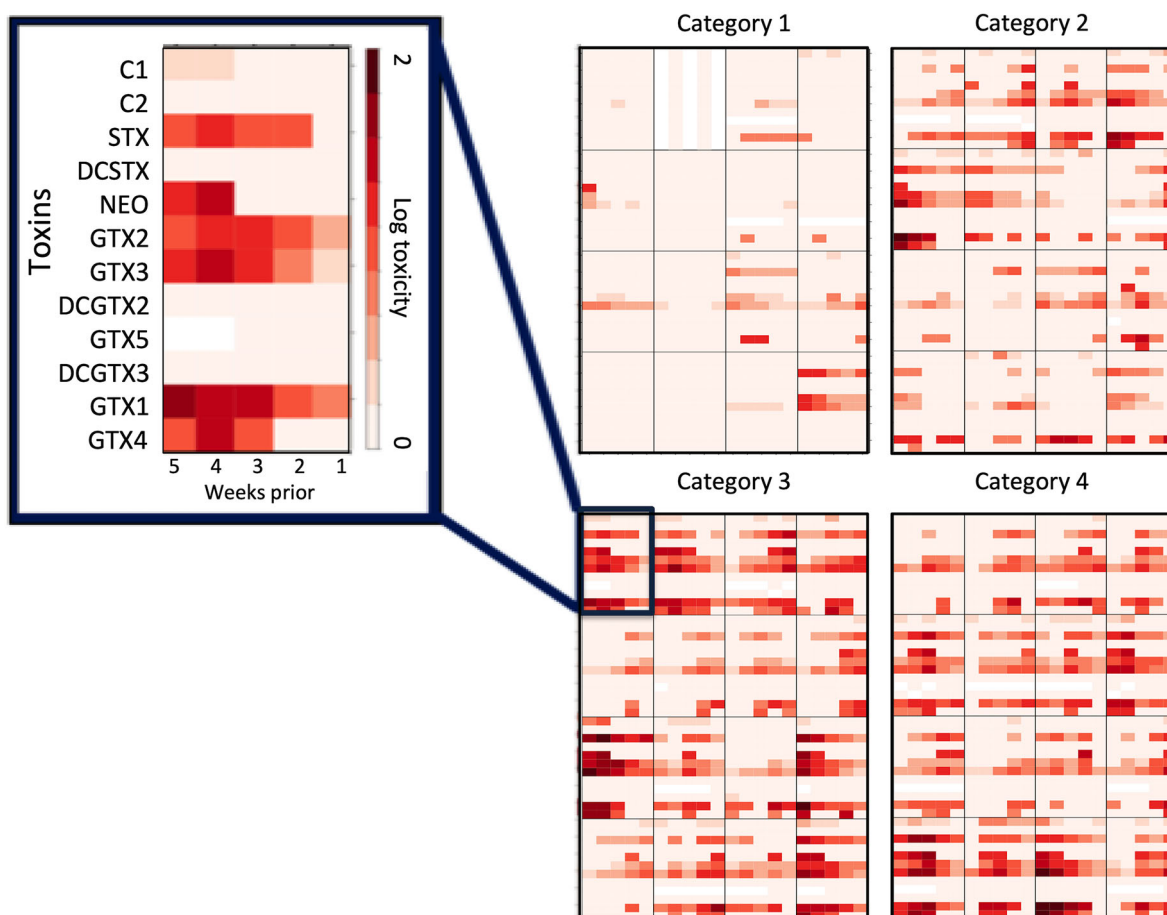 Category 1
Category 2
C1
C2
STX
DCSTX
NEO
GTX2
GTX3
DCGTX2
GTX5
DCGTX3
GTX1
GTX4
Toxins
2
Log toxicity
0
5 4 3 2 1
Weeks prior
Category 3
Category 4